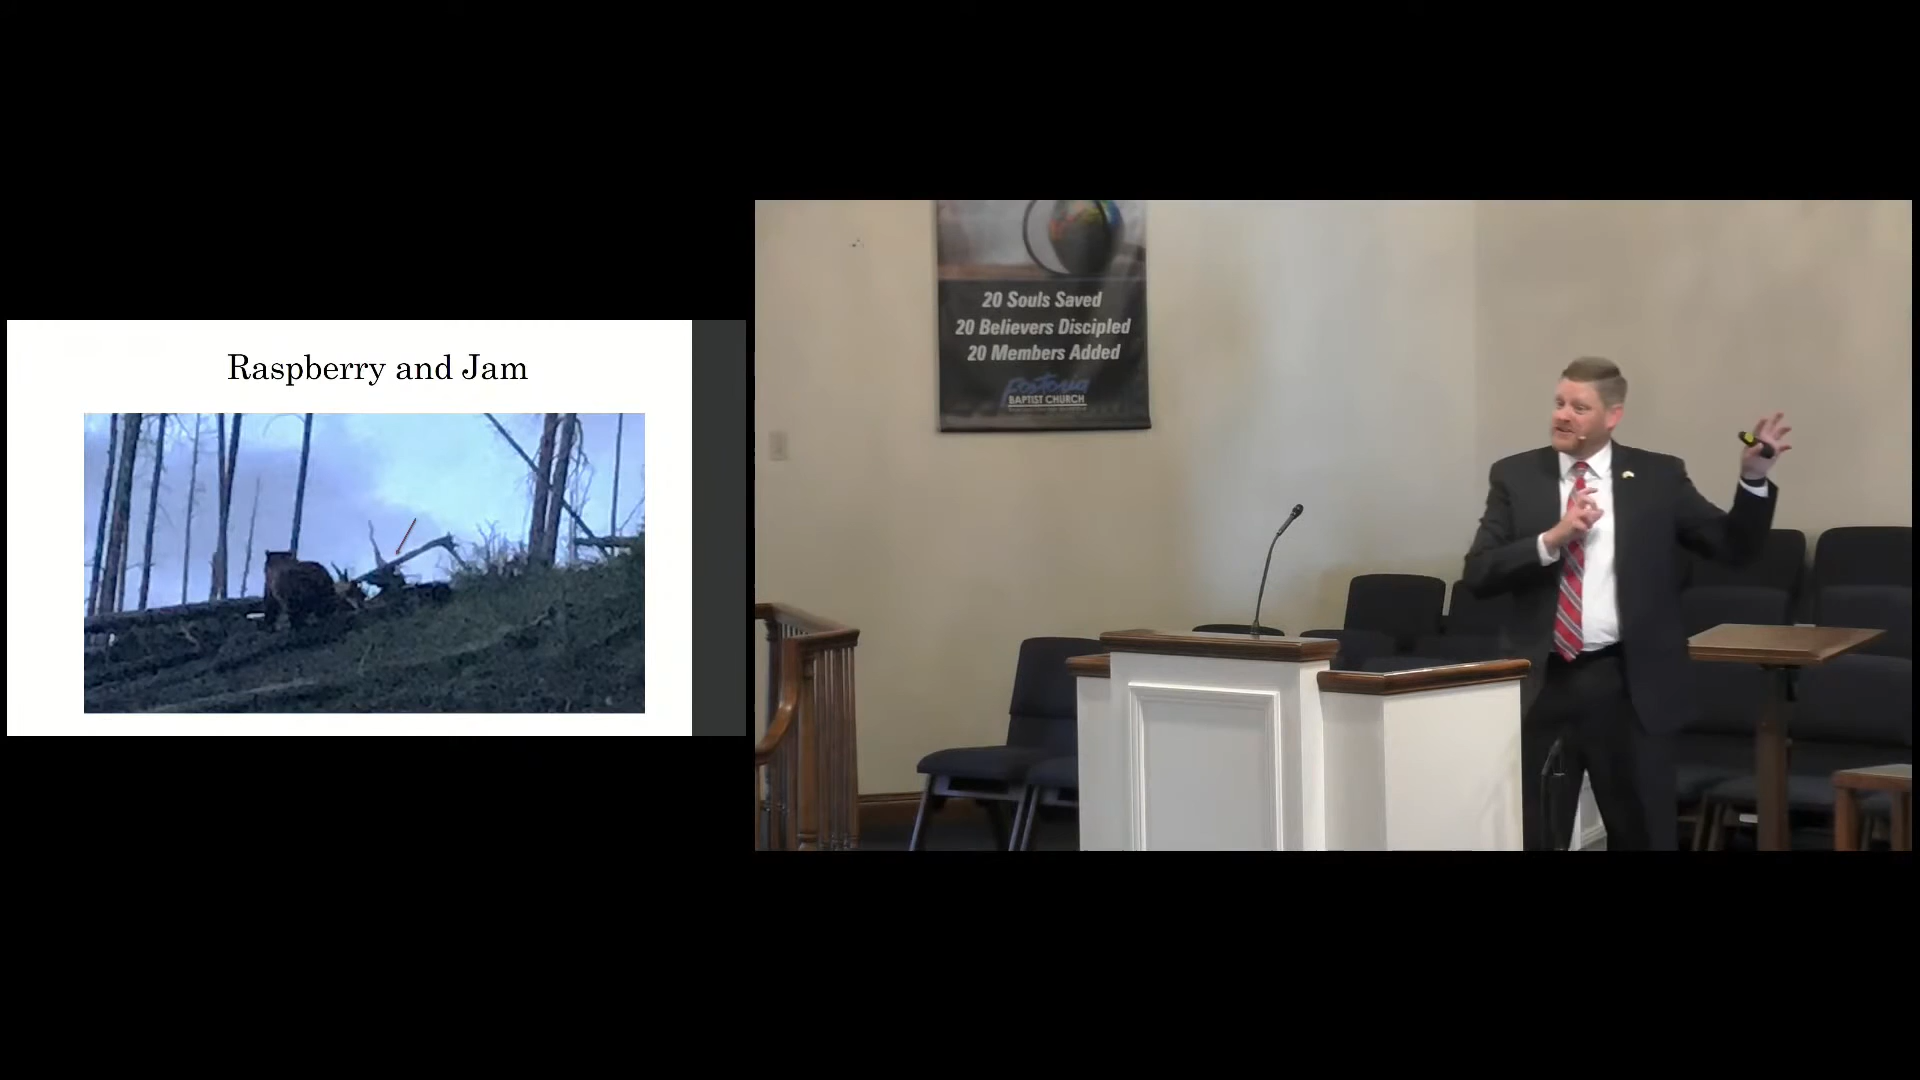 Raspberry and Jam
20 Souls Saved
20 Believers Discipled
20 Members Added
Fostoria
BAPTIST CHURCH